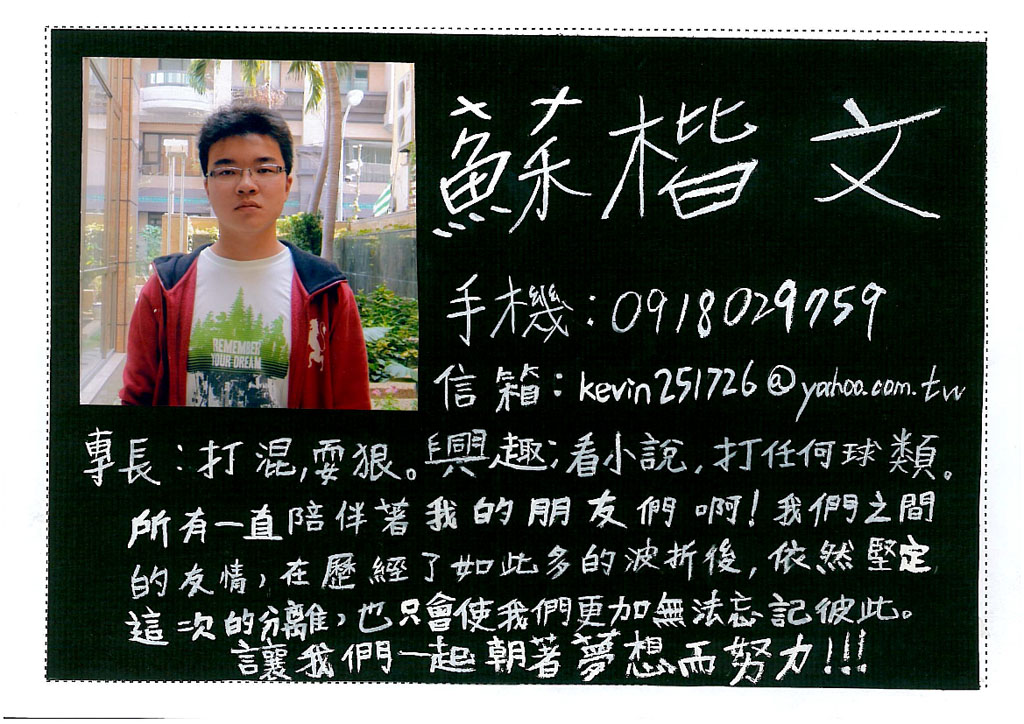 蘇楷文
手機：0918029759
信箱：kevin251726@yahoo.com.tw
專長：打混,耍狠。興趣：看小說,打任何球類。
所有一直陪伴著我的朋友們啊！我們之間
的友情，在歷經了如此多的波折後，依然堅定
這次的分離，也只會使我們更加無法忘記彼此。
讓我們一起朝著夢想而努力!!!
REMEMBER
YOUR DREAM